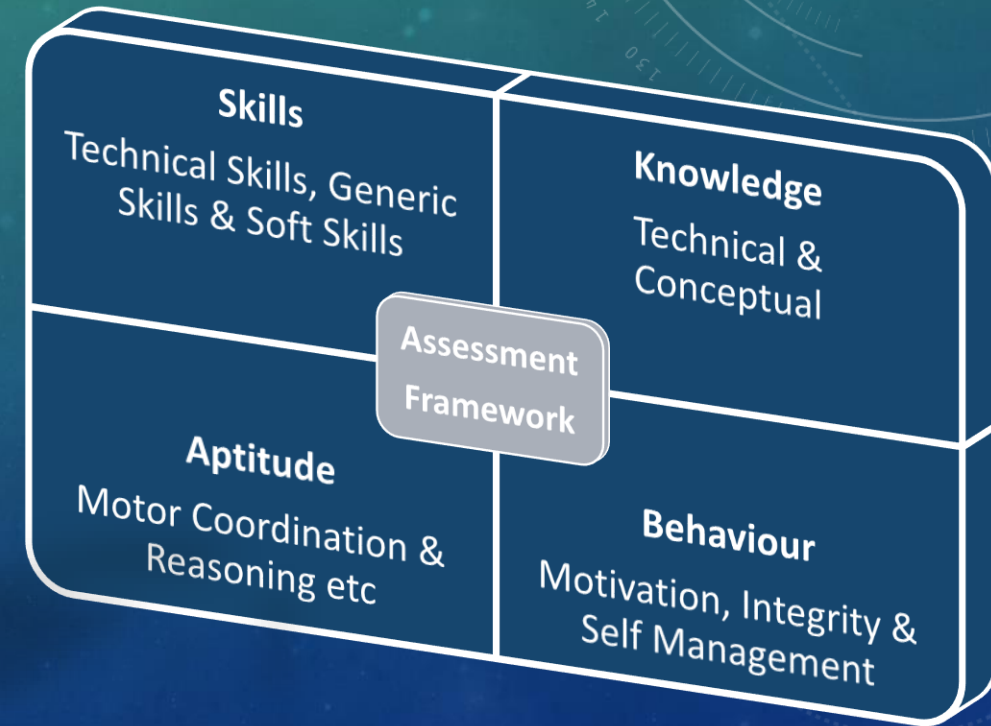 Skills
Technical Skills, Generic
Skills & Soft Skills
Knowledge
Technical &
Conceptual
Assessment
Framework
Aptitude
Motor Coordination &
Reasoning etc
Behaviour
Motivation, Integrity &
Self Management
130